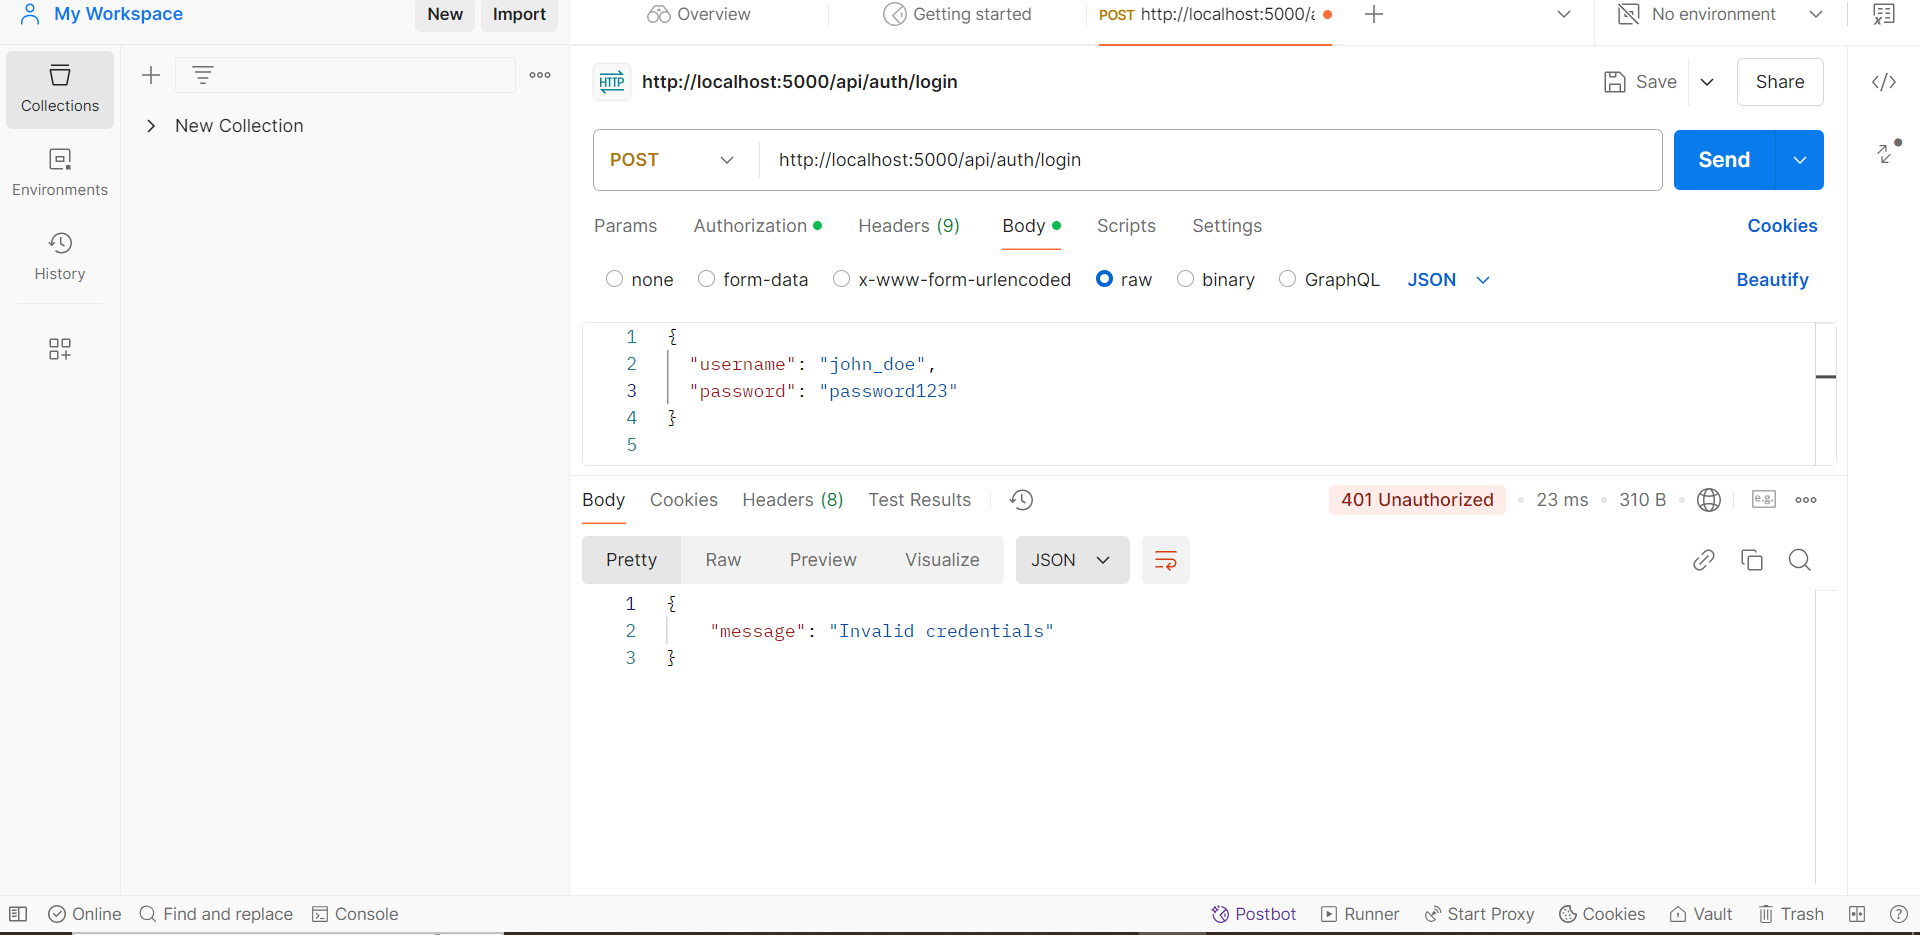 My Workspace
New
Import
Overview
Getting started
POST http://localhost:5000/a
No environment
Collections
Environments
History
New Collection
HTTP
http://localhost:5000/api/auth/login
Save
Share
POST
http://localhost:5000/api/auth/login
Send
Params
Authorization
Headers (9)
Body
Scripts
Settings
Cookies
none
form-data
x-www-form-urlencoded
raw
binary
GraphQL
JSON
Beautify
1 {
2 "username": "john_doe",
3 "password": "password123"
4 }
5
Body
Cookies
Headers (8)
Test Results
401 Unauthorized
23 ms
310 B
e.g.
Pretty
Raw
Preview
Visualize
JSON
1 {
2 "message": "Invalid credentials"
3 }
Online
Find and replace
Console
Postbot
Runner
Start Proxy
Cookies
Vault
Trash